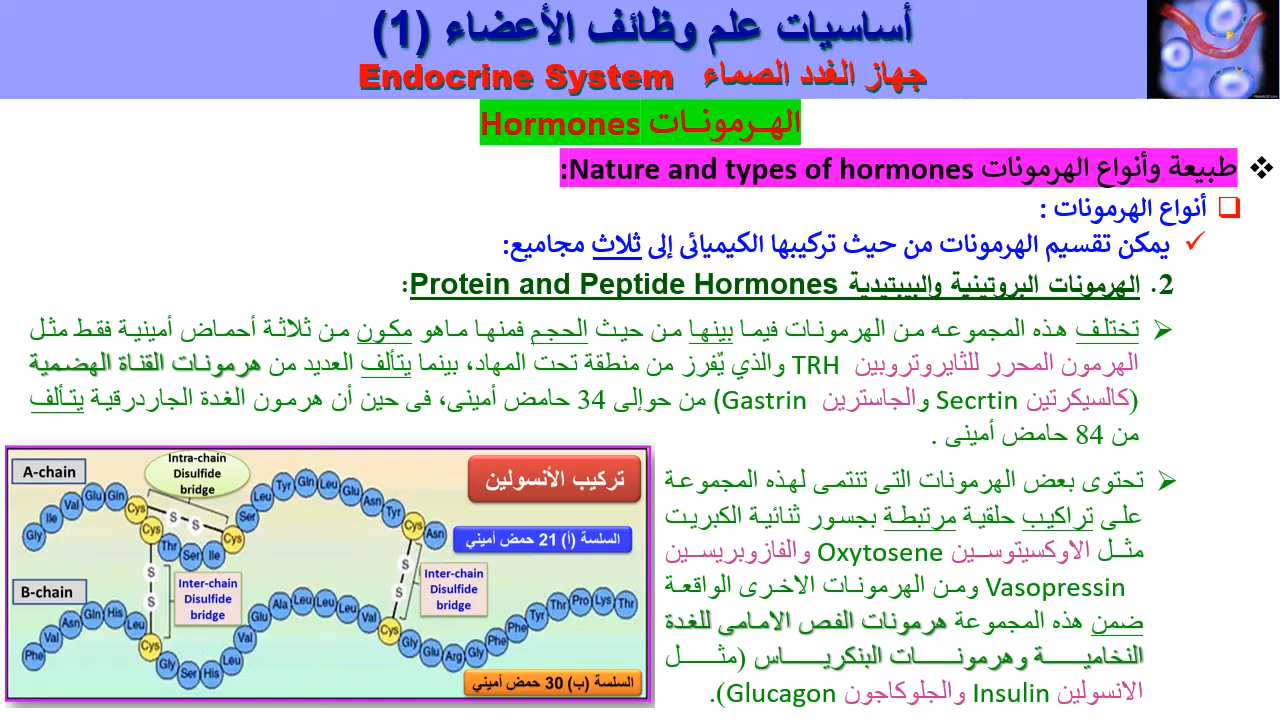 أساسيات علم وظائف الأعضاء (1)
جهاز الغدد الصماء Endocrine System
الهـرمونـات Hormones
❖ طبيعة وأنواع الهرمونات Nature and types of hormones:
❑ أنواع الهرمونات :
✓ يمكن تقسيم الهرمونات من حيث تركيبها الكيميائى إلى ثلاث مجاميع:
2. الهرمونات البروتينية والبيبتيدية Protein and Peptide Hormones:
➢ تختلف هذه المجموعه من الهرمونات فيما بينها من حيث الحجم فمنها ماهو مكون من ثلاثة أحماض أمينية فقط مثل
الهرمون المحرر للثايروتروبين TRH والذي يٌفرز من منطقة تحت المهاد، بينما يتألف العديد من هرمونات القناة الهضمية
(كالسيكرتين Secrtin والجاسترين Gastrin) من حوإلى 34 حامض أمينى، فى حين أن هرمون الغدة الجاردرقية يتألف
من 84 حامض أمينى .
➢ تحتوى بعض الهرمونات التى تنتمى لهذه المجموعة
على تراكيب حلقية مرتبطة بجسور ثنائية الكبريت
مثل الاوكسيتوسين Oxytosene والفازوبريسين
Vasopressin ومن الهرمونات الاخرى الواقعة
ضمن هذه المجموعة هرمونات الفص الامامى للغدة
النخامية وهرمونات البنكرياس (مثل
الانسولين Insulin والجلوكاجون Glucagon).
تركيب الأنسولين
A-chain
Intra-chain
Disulfide
bridge
Gly Ile Val Glu Gln Cys Cys Thr Ser Ile Cys Ser Leu Tyr Gln Leu Glu Asn Tyr Cys Asn
S S
السلسة (أ) 21 حمض أميني
S
S
Inter-chain
Disulfide
bridge
S
S
Inter-chain
Disulfide
bridge
B-chain
Phe Val Asn Gln His Leu Cys Gly Ser His Leu Val Glu Ala Leu Leu Leu Val Cys Gly Glu Arg Gly Phe Phe Tyr Thr Pro Lys Thr
السلسة (ب) 30 حمض أميني